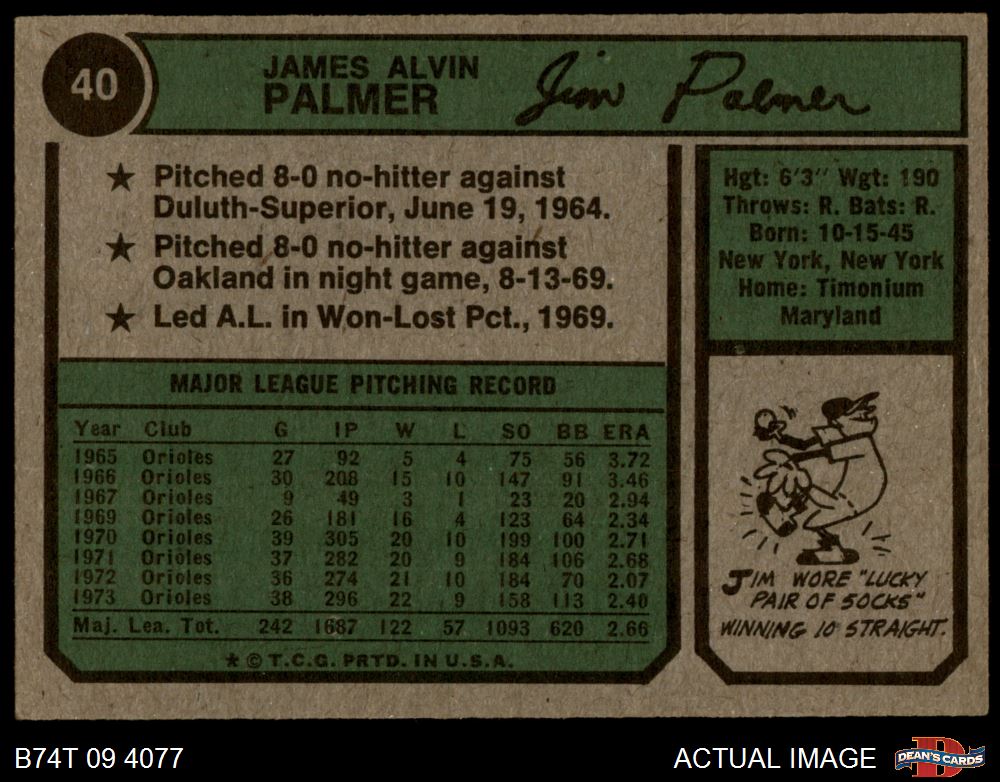 40
JAMES ALVIN
PALMER
Jim Palmer
★ Pitched 8-0 no-hitter against
Duluth-Superior, June 19, 1964.
★ Pitched 8-0 no-hitter against
Oakland in night game, 8-13-69.
★ Led A.L. in Won-Lost Pct., 1969.
Hgt: 6'3" Wgt: 190
Throws: R. Bats: R.
Born: 10-15-45
New York, New York
Home: Timonium
Maryland
MAJOR LEAGUE PITCHING RECORD
Year Club G IP W L SO BB ERA
1965 Orioles 27 92 5 4 75 56 3.72
1966 Orioles 30 208 15 10 147 91 3.46
1967 Orioles 9 49 3 1 23 20 2.94
1969 Orioles 26 181 16 4 123 64 2.34
1970 Orioles 39 305 20 10 199 100 2.71
1971 Orioles 37 282 20 9 184 106 2.68
1972 Orioles 36 274 21 10 184 70 2.07
1973 Orioles 38 296 22 9 158 113 2.40
Maj. Lea. Tot. 242 1687 122 57 1093 620 2.66
★ © T.C.G. PRTD. IN U.S.A.
JIM WORE "LUCKY
PAIR OF SOCKS"
WINNING 10 STRAIGHT.
B74T 09 4077
ACTUAL IMAGE
D
DEAN'S CARDS